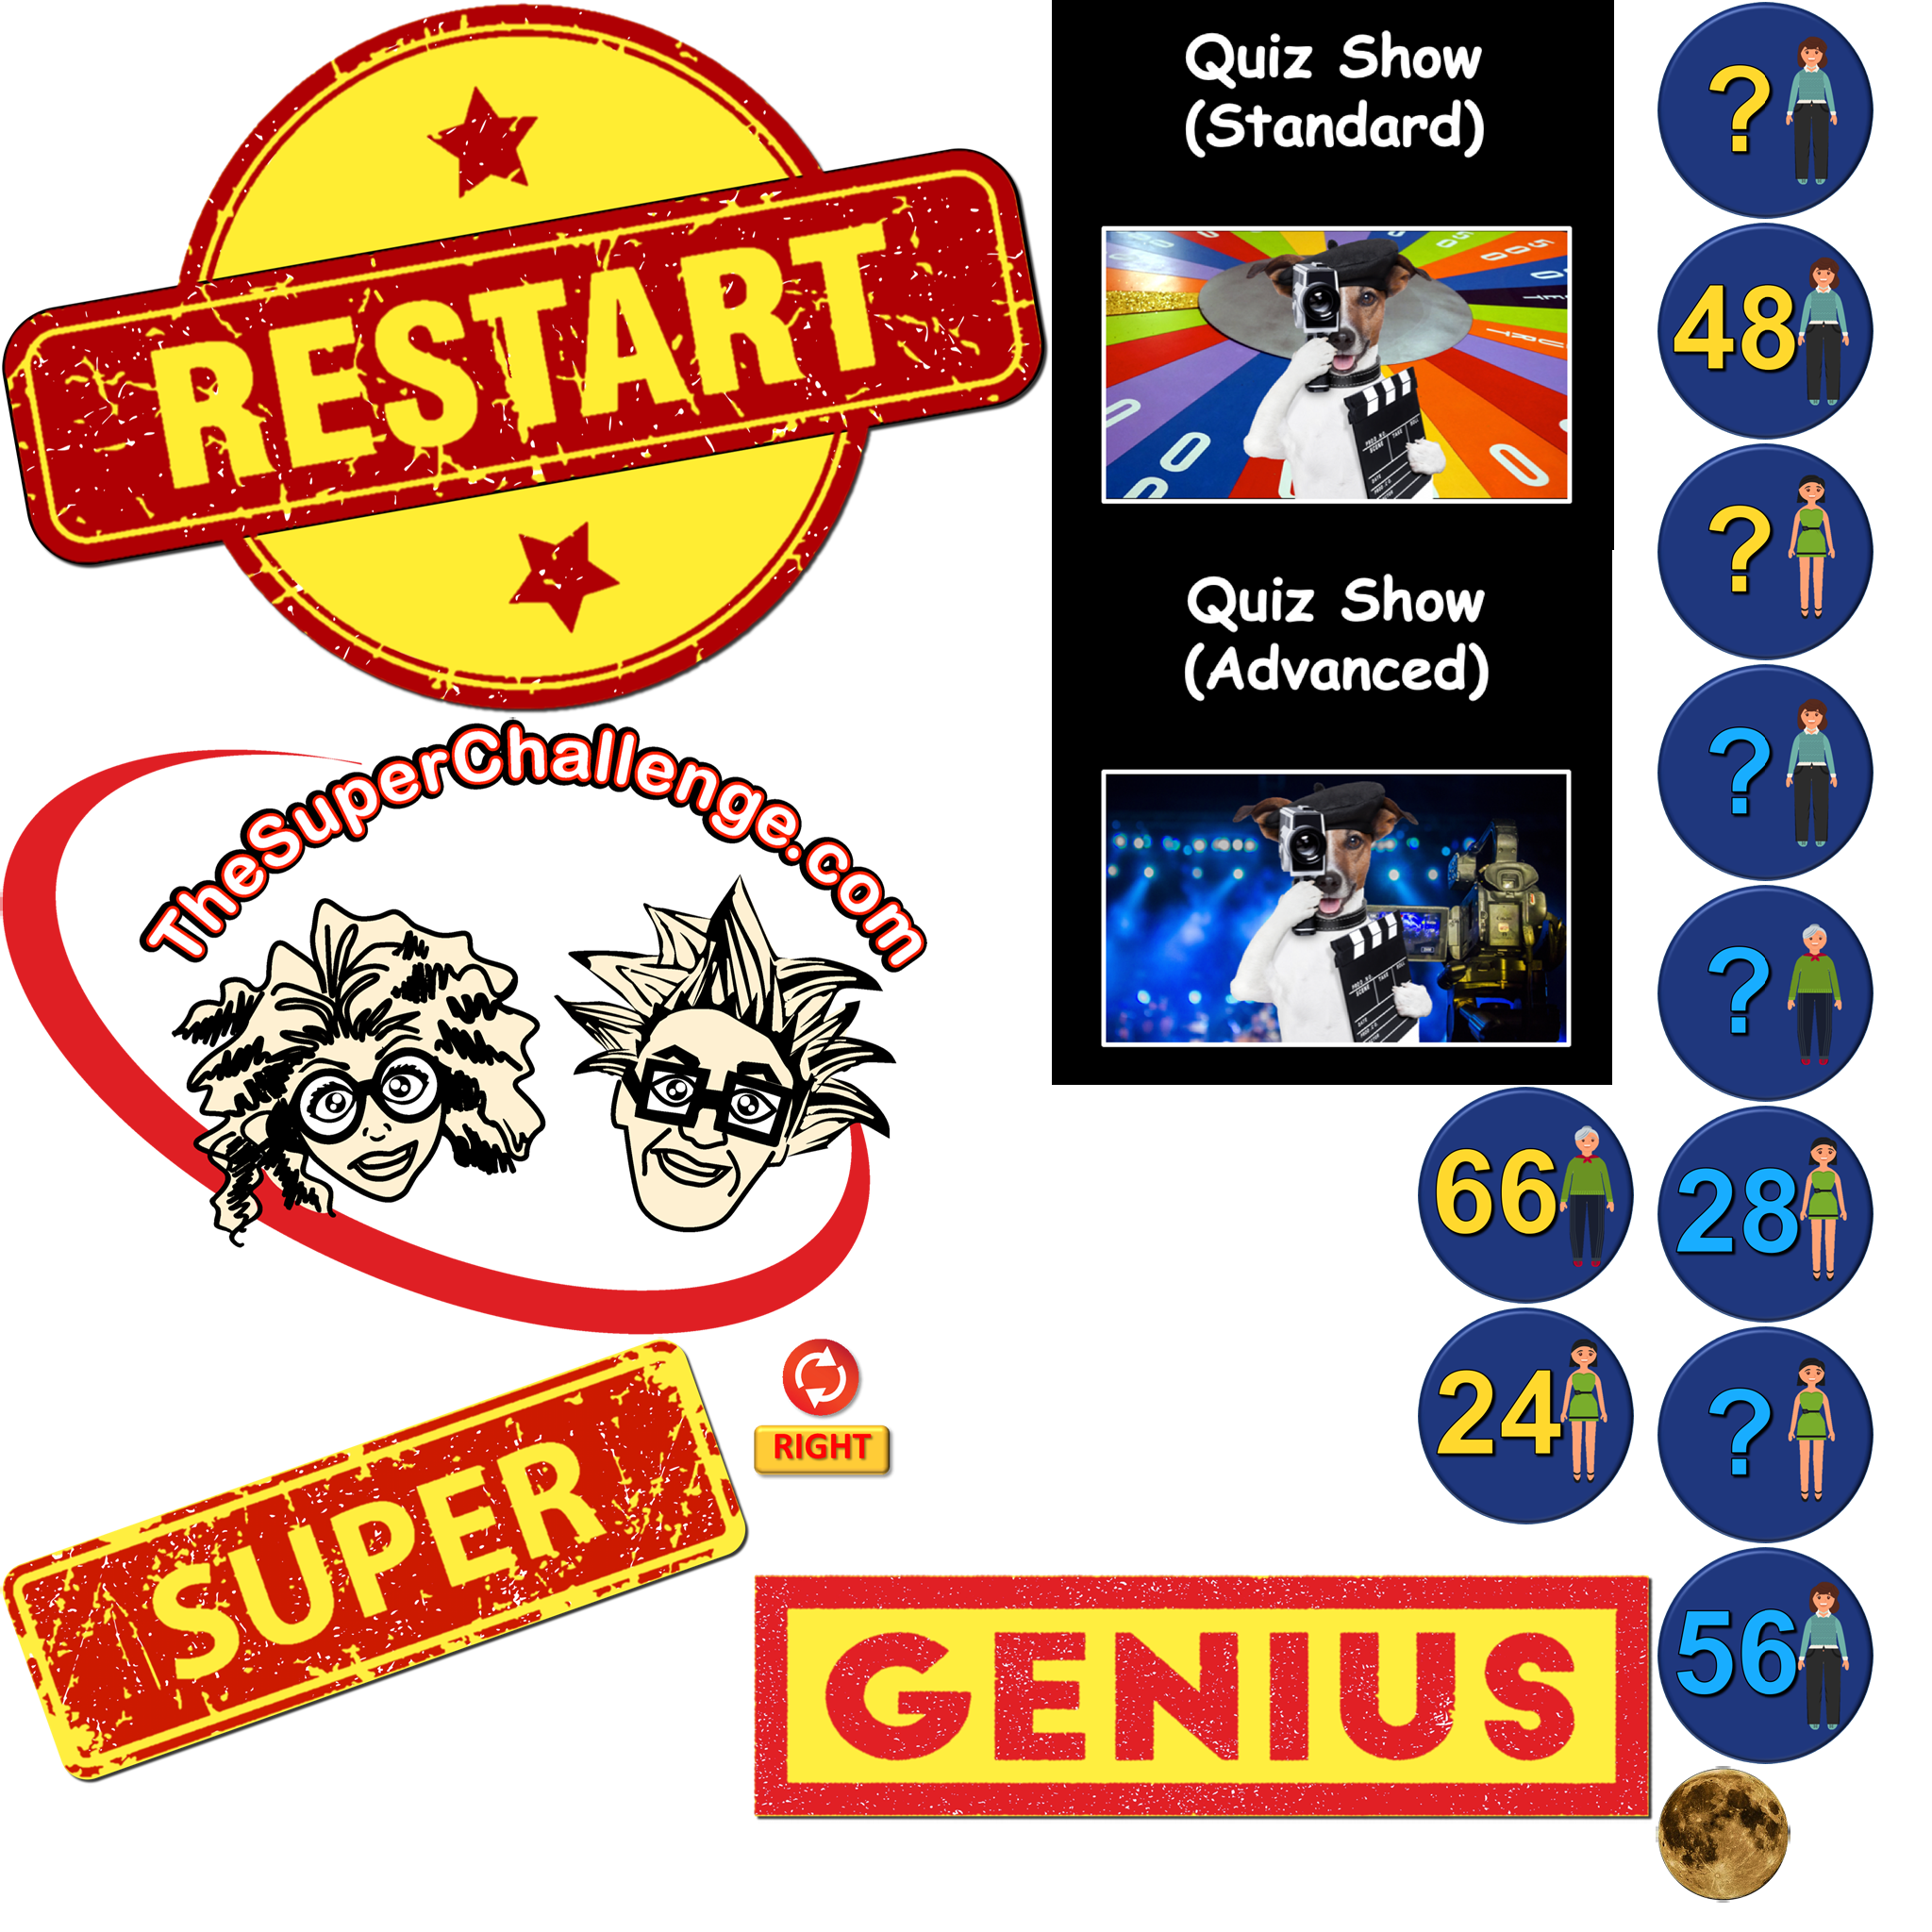 RESTART
Quiz Show
(Standard)
?
48
?
Quiz Show
(Advanced)
?
?
TheSuperChallenge.com
66
28
24
?
RIGHT
SUPER
GENIUS
56